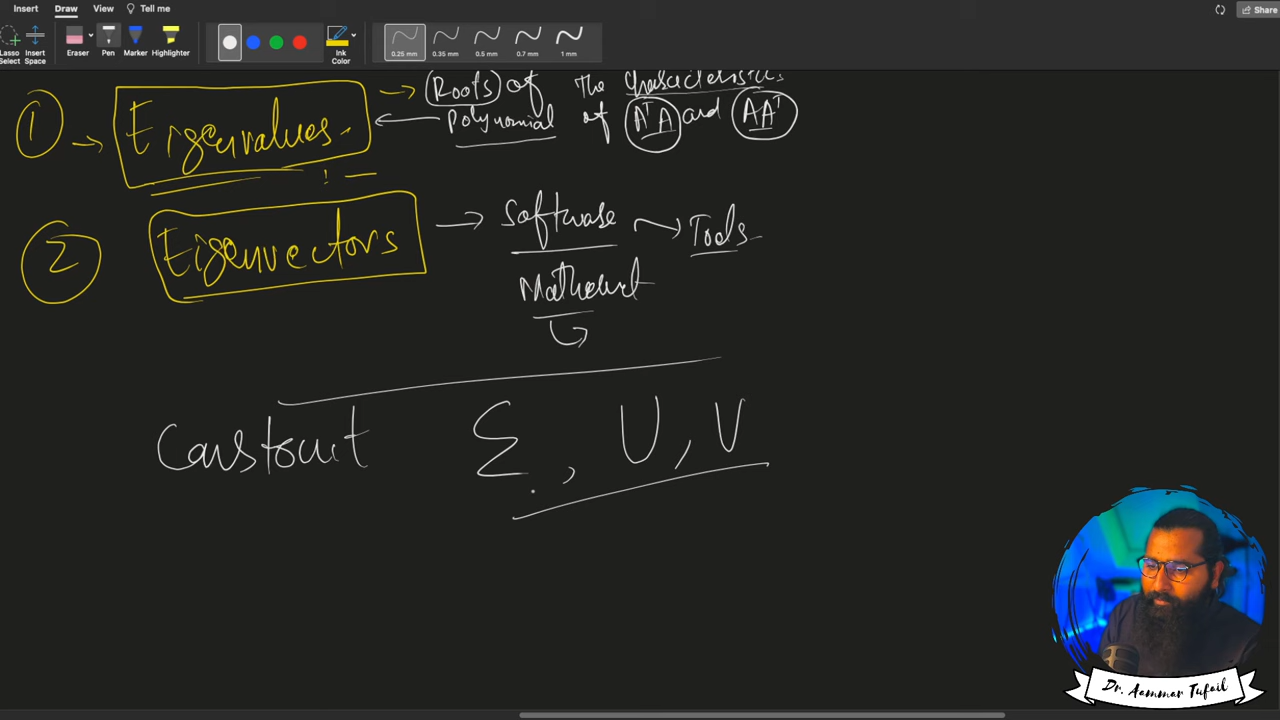 Insert Draw View Tell me
Share
Lasso Select
Insert Space
Eraser
Pen
Marker
Highlighter
Ink Color
0.25 mm
0.35 mm
0.5 mm
0.7 mm
1 mm
① → Eigenvalues. → (Roots) of The Characteristics
← Polynomial of AᵀA and AAᵀ
② Eigenvectors → Software → Tools
Construct Σ, U, V
Dr. Aammar Tufail